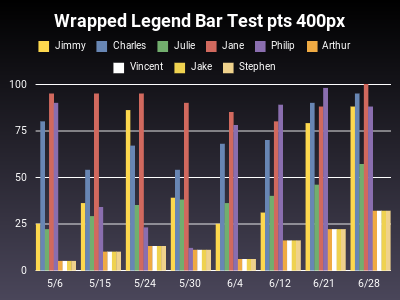 Wrapped Legend Bar Test pts 400px
Jimmy Charles Julie Jane Philip Arthur
Vincent Jake Stephen
100
75
50
25
0
5/6 5/15 5/24 5/30 6/4 6/12 6/21 6/28